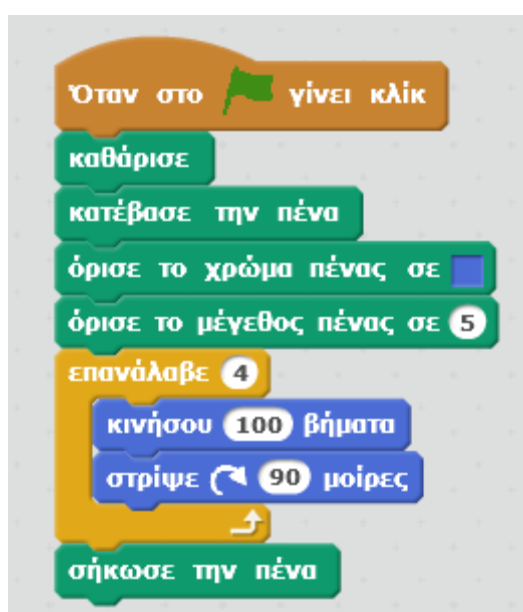 Όταν στο γίνει κλίκ
καθάρισε
κατέβασε την πένα
όρισε το χρώμα πένας σε
όρισε το μέγεθος πένας σε 5
επανάλαβε 4
κινήσου 100 βήματα
στρίψε 90 μοίρες
σήκωσε την πένα